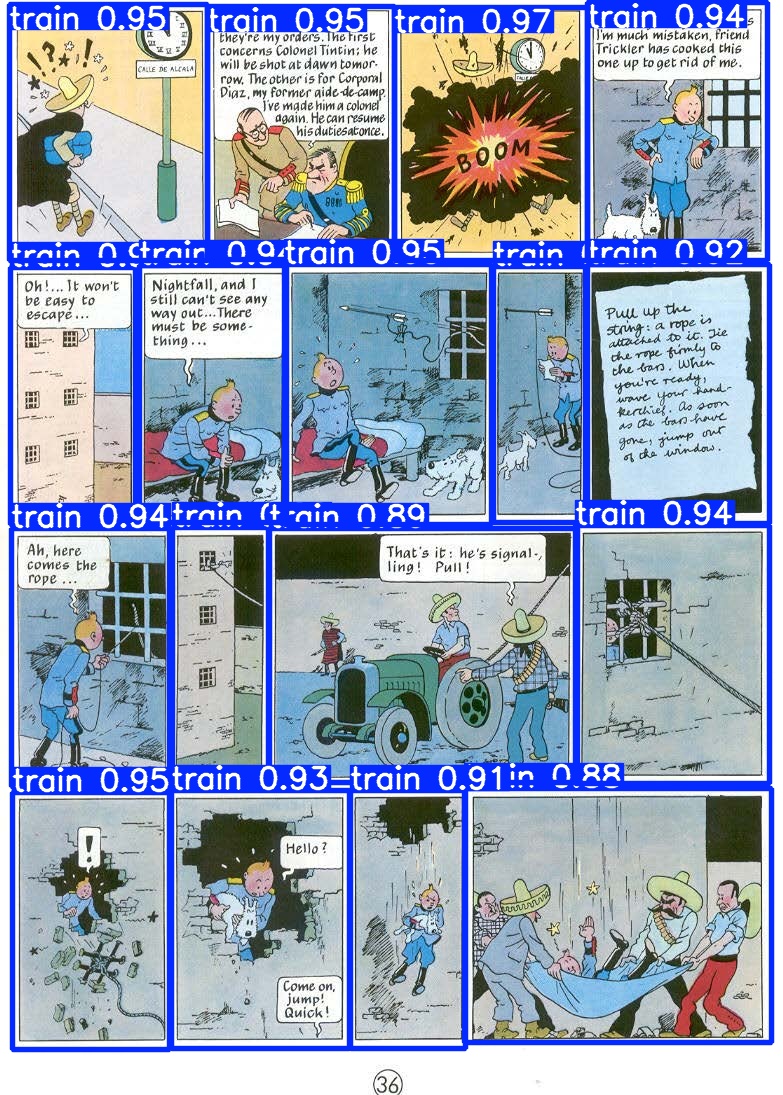 train 0.95
train 0.95
train 0.97
train 0.94
! ? !
CALLE DE ALCALA
they're my orders. The first
concerns Colonel Tintin; he
will be shot at dawn tomor-
row. The other is for Corporal
Diaz, my former aide-de-camp.
I've made him a colonel
again. He can resume
his duties at once.
BOOM
I'm much mistaken, friend
Trickler has cooked this
one up to get rid of me.
train
train
train 0.95
train
train 0.92
Oh!... It won't
be easy to
escape...
Nightfall, and I
still can't see any
way out... There
must be some-
thing...
Pull up the
string: a rope is
attached to it. Tie
the rope firmly to
the bars. When
you're ready,
wave your hand-
kerchief. As soon
as the bars have
gone, jump out
of the window.
train 0.94
train
train 0.89
train 0.94
Ah, here
comes the
rope...
That's it: he's signal-
ling! Pull!
train 0.95
train 0.93
train 0.91
0.88
!
Hello?
Come on,
jump!
Quick!
36